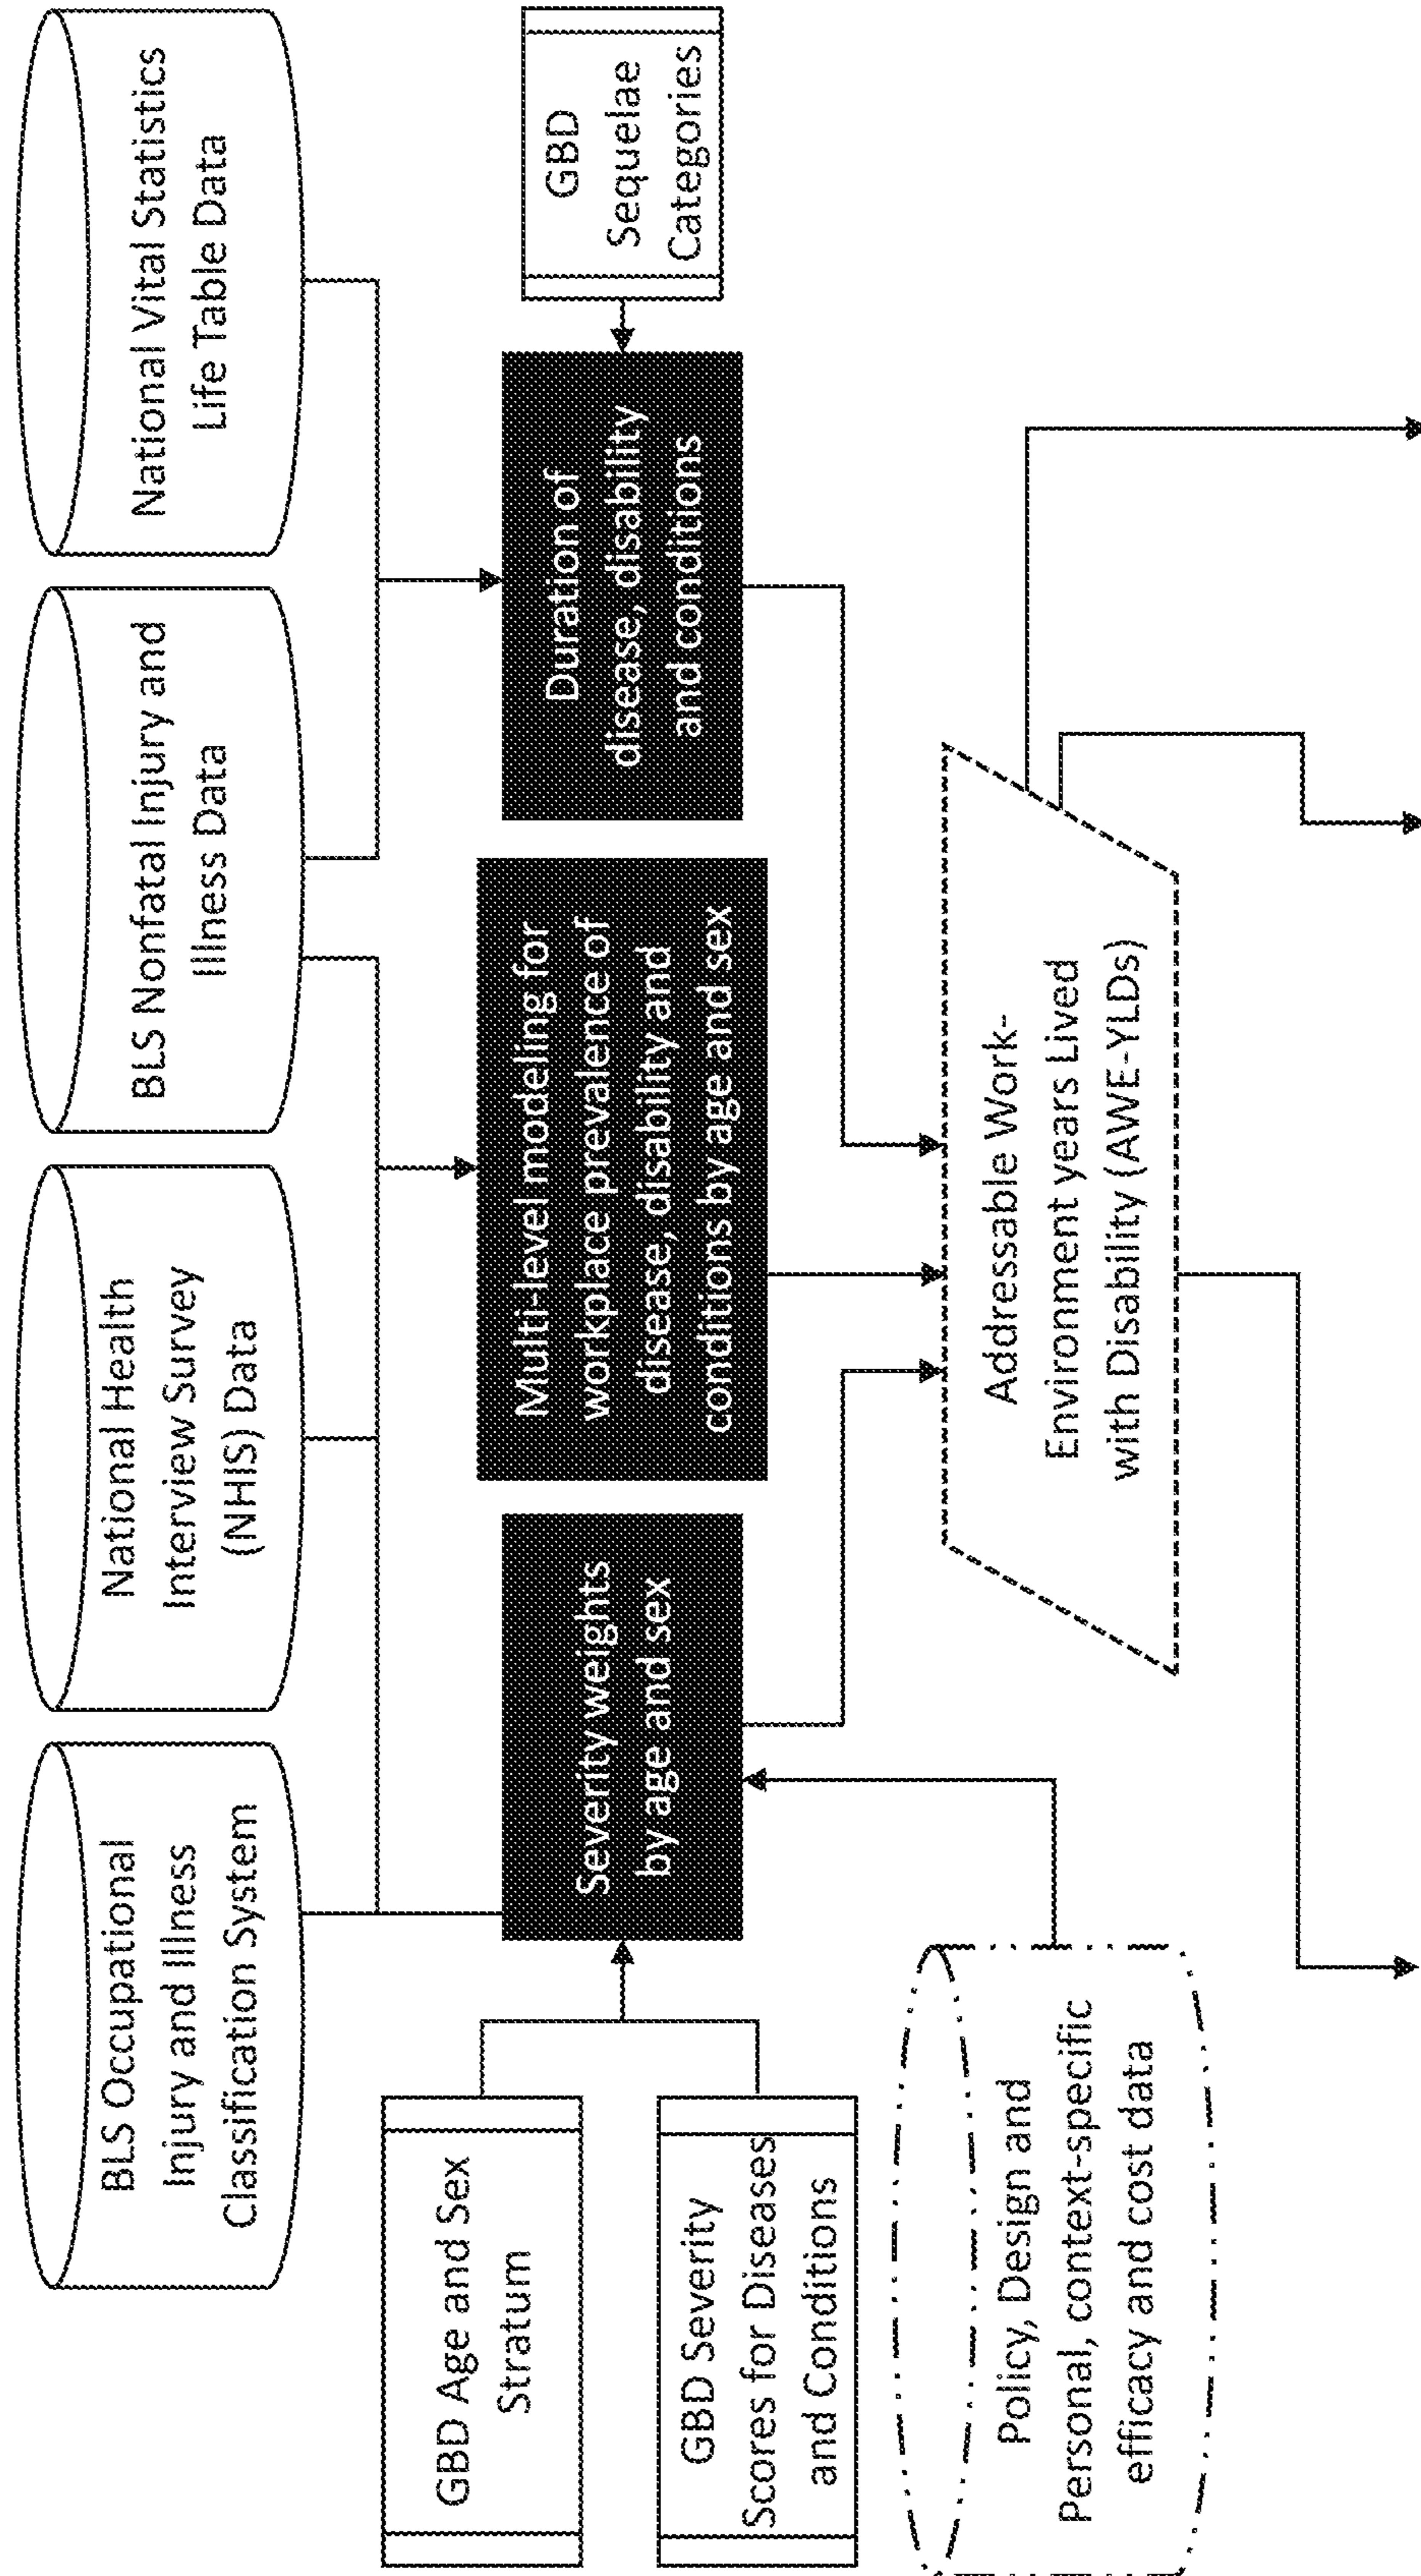 BLS Occupational
Injury and Illness
Classification System
National Health
Interview Survey
(NHIS) Data
BLS Nonfatal Injury and
Illness Data
National Vital Statistics
Life Table Data
GBD Age and Sex
Stratum
GBD Severity
Scores for Diseases
and Conditions
Severity weights
by age and sex
Multi-level modeling for
workplace prevalence of
disease, disability and
conditions by age and sex
Duration of
disease, disability
and conditions
GBD
Sequelae
Categories
Policy, Design and
Personal, context-specific
efficacy and cost data
Addressable Work-
Environment years Lived
with Disability (AWE-YLDs)